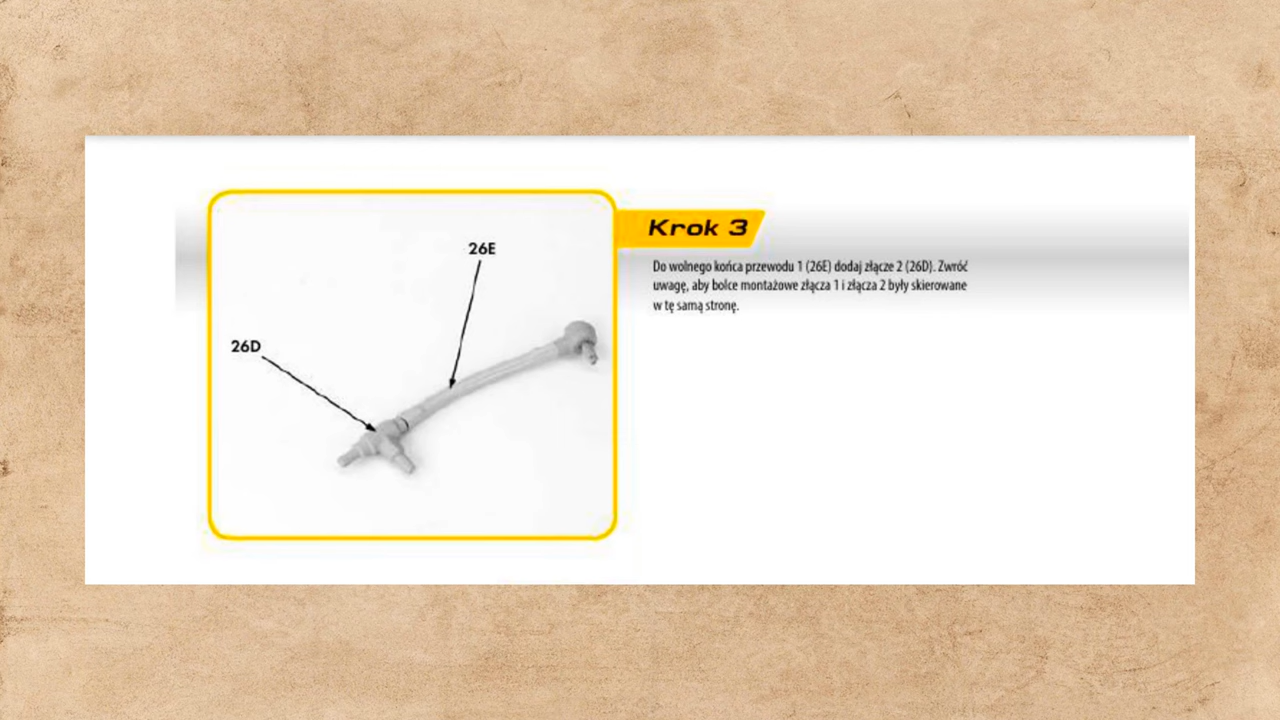 26E
26D
Krok 3
Do wolnego końca przewodu 1 (26E) dodaj złącze 2 (26D). Zwróć
uwagę, aby bolce montażowe złącza 1 i złącza 2 były skierowane
w tę samą stronę.